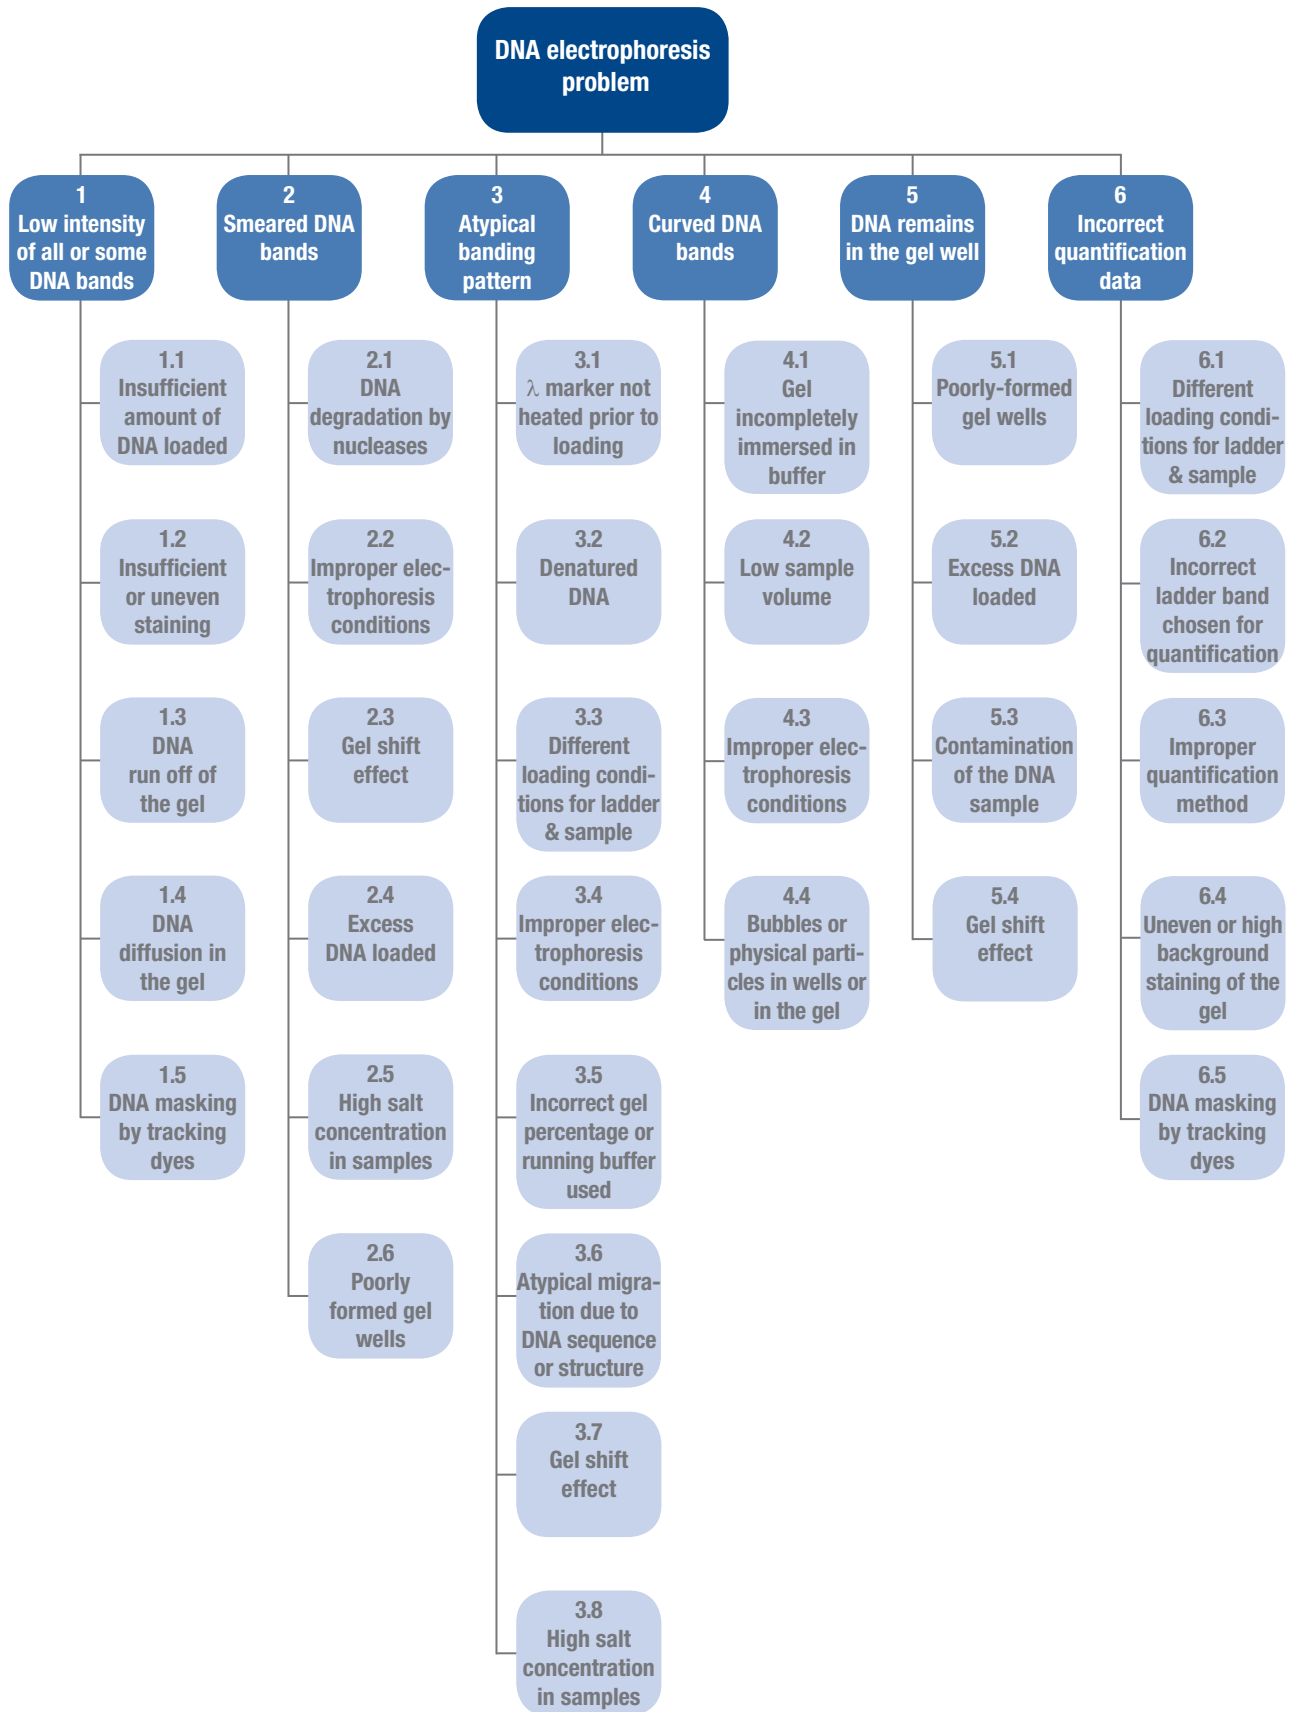 DNA electrophoresis
problem
1
Low intensity
of all or some
DNA bands
1.1
Insufficient
amount of
DNA loaded
1.2
Insufficient
or uneven
staining
1.3
DNA
run off of
the gel
1.4
DNA
diffusion in
the gel
1.5
DNA masking
by tracking
dyes
2
Smeared DNA
bands
2.1
DNA
degradation by
nucleases
2.2
Improper elec-
trophoresis
conditions
2.3
Gel shift
effect
2.4
Excess
DNA loaded
2.5
High salt
concentration
in samples
2.6
Poorly
formed gel
wells
3
Atypical
banding
pattern
3.1
λ marker not
heated prior to
loading
3.2
Denatured
DNA
3.3
Different
loading condi-
tions for ladder
& sample
3.4
Improper elec-
trophoresis
conditions
3.5
Incorrect gel
percentage or
running buffer
used
3.6
Atypical migra-
tion due to
DNA sequence
or structure
3.7
Gel shift
effect
3.8
High salt
concentration
in samples
4
Curved DNA
bands
4.1
Gel
incompletely
immersed in
buffer
4.2
Low sample
volume
4.3
Improper elec-
trophoresis
conditions
4.4
Bubbles or
physical parti-
cles in wells or
in the gel
5
DNA remains
in the gel well
5.1
Poorly-formed
gel wells
5.2
Excess DNA
loaded
5.3
Contamination
of the DNA
sample
5.4
Gel shift
effect
6
Incorrect
quantification
data
6.1
Different
loading condi-
tions for ladder
& sample
6.2
Incorrect
ladder band
chosen for
quantification
6.3
Improper
quantification
method
6.4
Uneven or high
background
staining of the
gel
6.5
DNA masking
by tracking
dyes